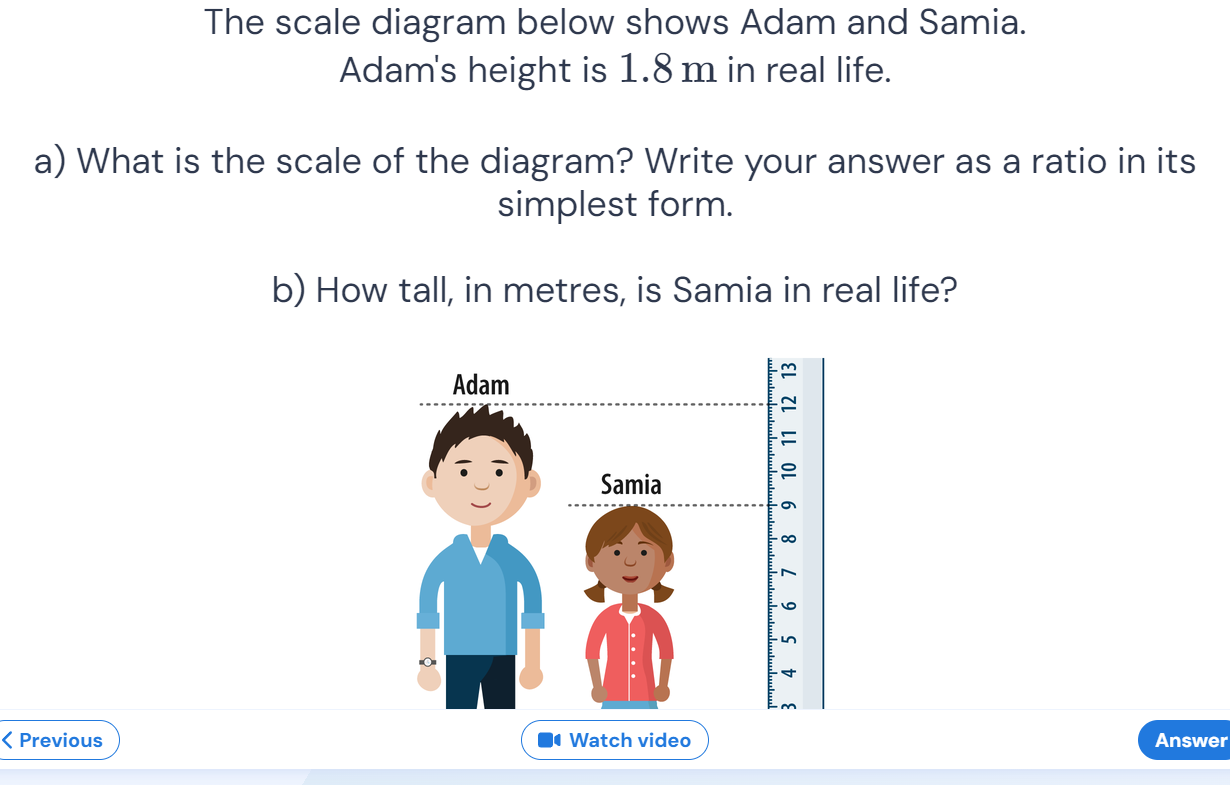 The scale diagram below shows Adam and Samia.
Adam's height is 1.8 m in real life.
a) What is the scale of the diagram? Write your answer as a ratio in its
simplest form.
b) How tall, in metres, is Samia in real life?
Adam
Samia
13
12
11
10
9
8
7
6
5
4
3
Previous
Watch video
Answer